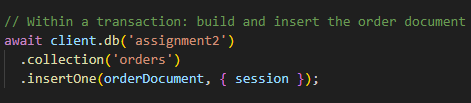 // Within a transaction: build and insert the order document
await client.db('assignment2')
  .collection('orders')
  .insertOne(orderDocument, { session });